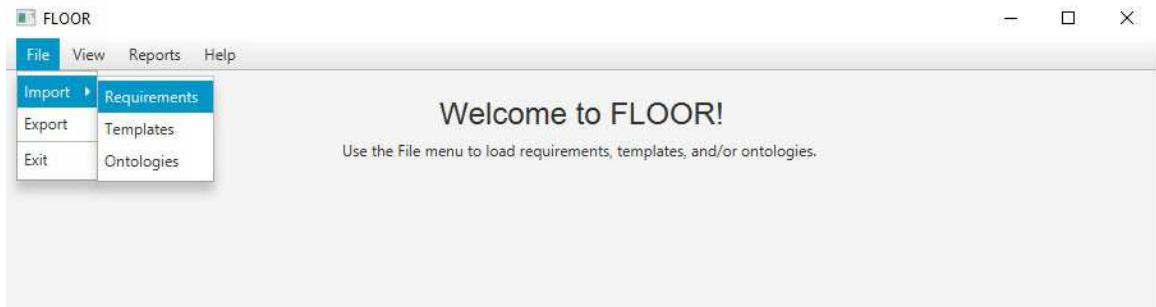 FLOOR
File View Reports Help
Import Requirements
Export Templates
Exit Ontologies
Welcome to FLOOR!
Use the File menu to load requirements, templates, and/or ontologies.